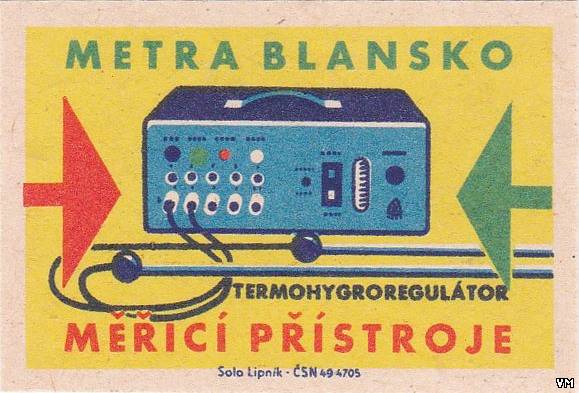 METRA BLANSKO
TERMOHYGROREGULÁTOR
MĚŘICÍ PŘÍSTROJE
Solo Lipník - ČSN 49 4705
VM